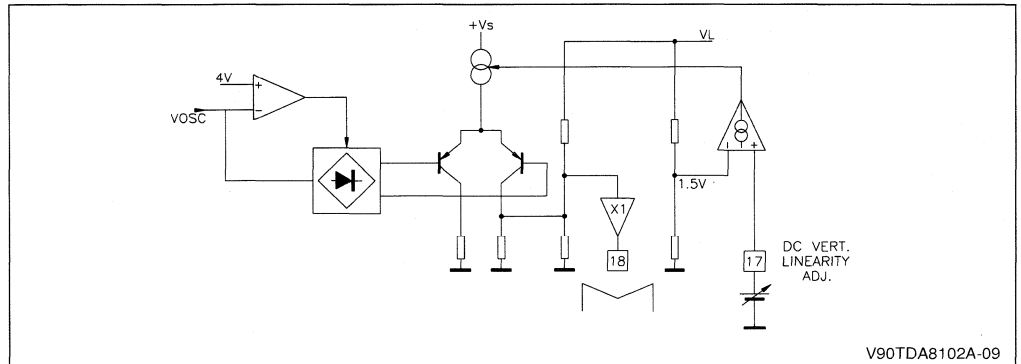 +Vs
VL
4V
+
-
VOSC
- +
1.5V
X1
18
17
DC VERT.
LINEARITY
ADJ.
V90TDA8102A-09